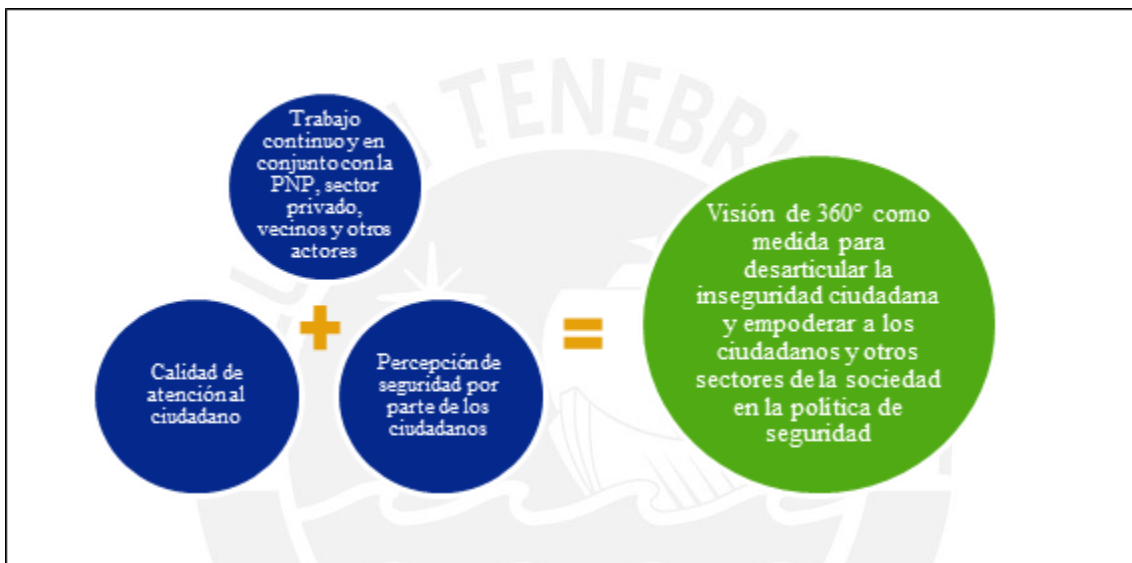 TENEBRI
Trabajo
continuo y en
conjunto con la
PNP, sector
privado,
vecinos y otros
actores
Calidad de
atención al
ciudadano
Percepción de
seguridad por
parte de los
ciudadanos
Visión de 360° como
medida para
desarticular la
inseguridad ciudadana
y empoderar a los
ciudadanos y otros
sectores de la sociedad
en la política de
seguridad